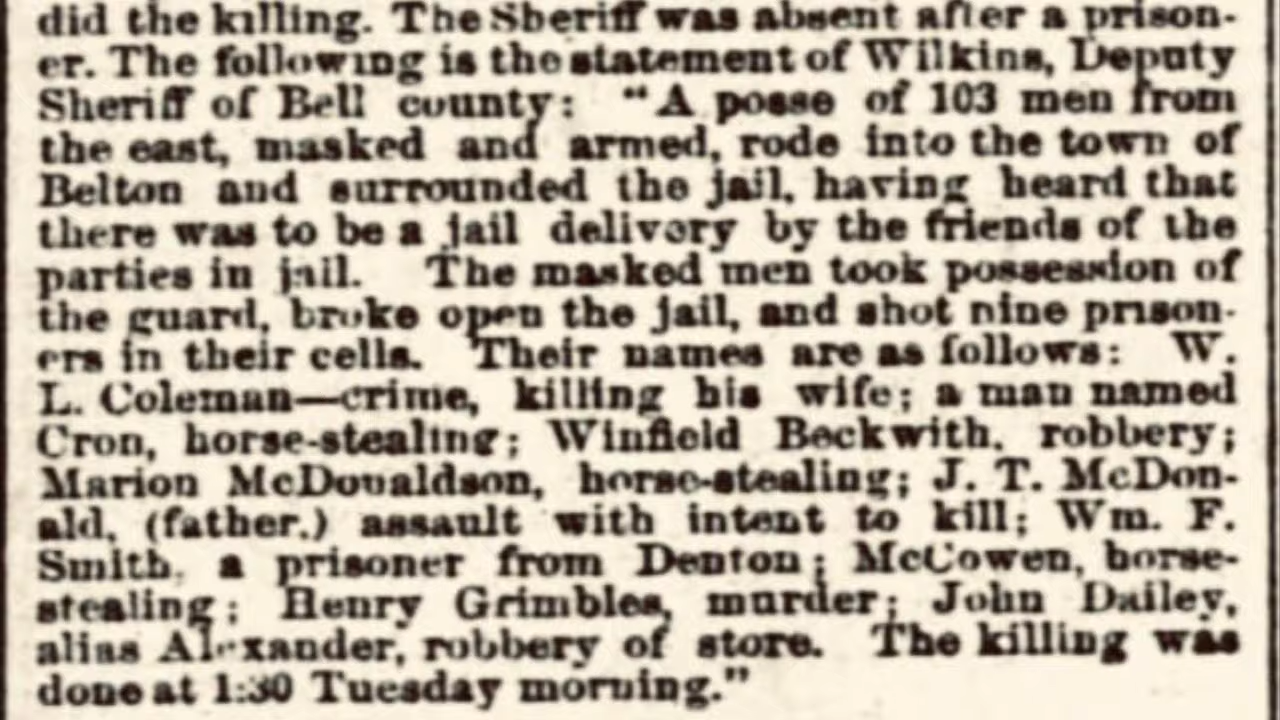 did the killing. The Sheriff was absent after a prison-
er. The following is the statement of Wilkins, Deputy
Sheriff of Bell county: "A posse of 103 men from
the east, masked and armed, rode into the town of
Belton and surrounded the jail, having heard that
there was to be a jail delivery by the friends of the
parties in jail. The masked men took possession of
the guard, broke open the jail, and shot nine prison-
ers in their cells. Their names are as follows: W.
L. Coleman—crime, killing his wife; a man named
Cron, horse-stealing; Winfield Beckwith, robbery;
Marion McDonaldson, horse-stealing; J. T. McDon-
ald, (father,) assault with intent to kill; Wm. F.
Smith, a prisoner from Denton; McCowen, horse-
stealing; Henry Grimbles, murder; John Dailey,
alias Alexander, robbery of store. The killing was
done at 1:30 Tuesday morning."